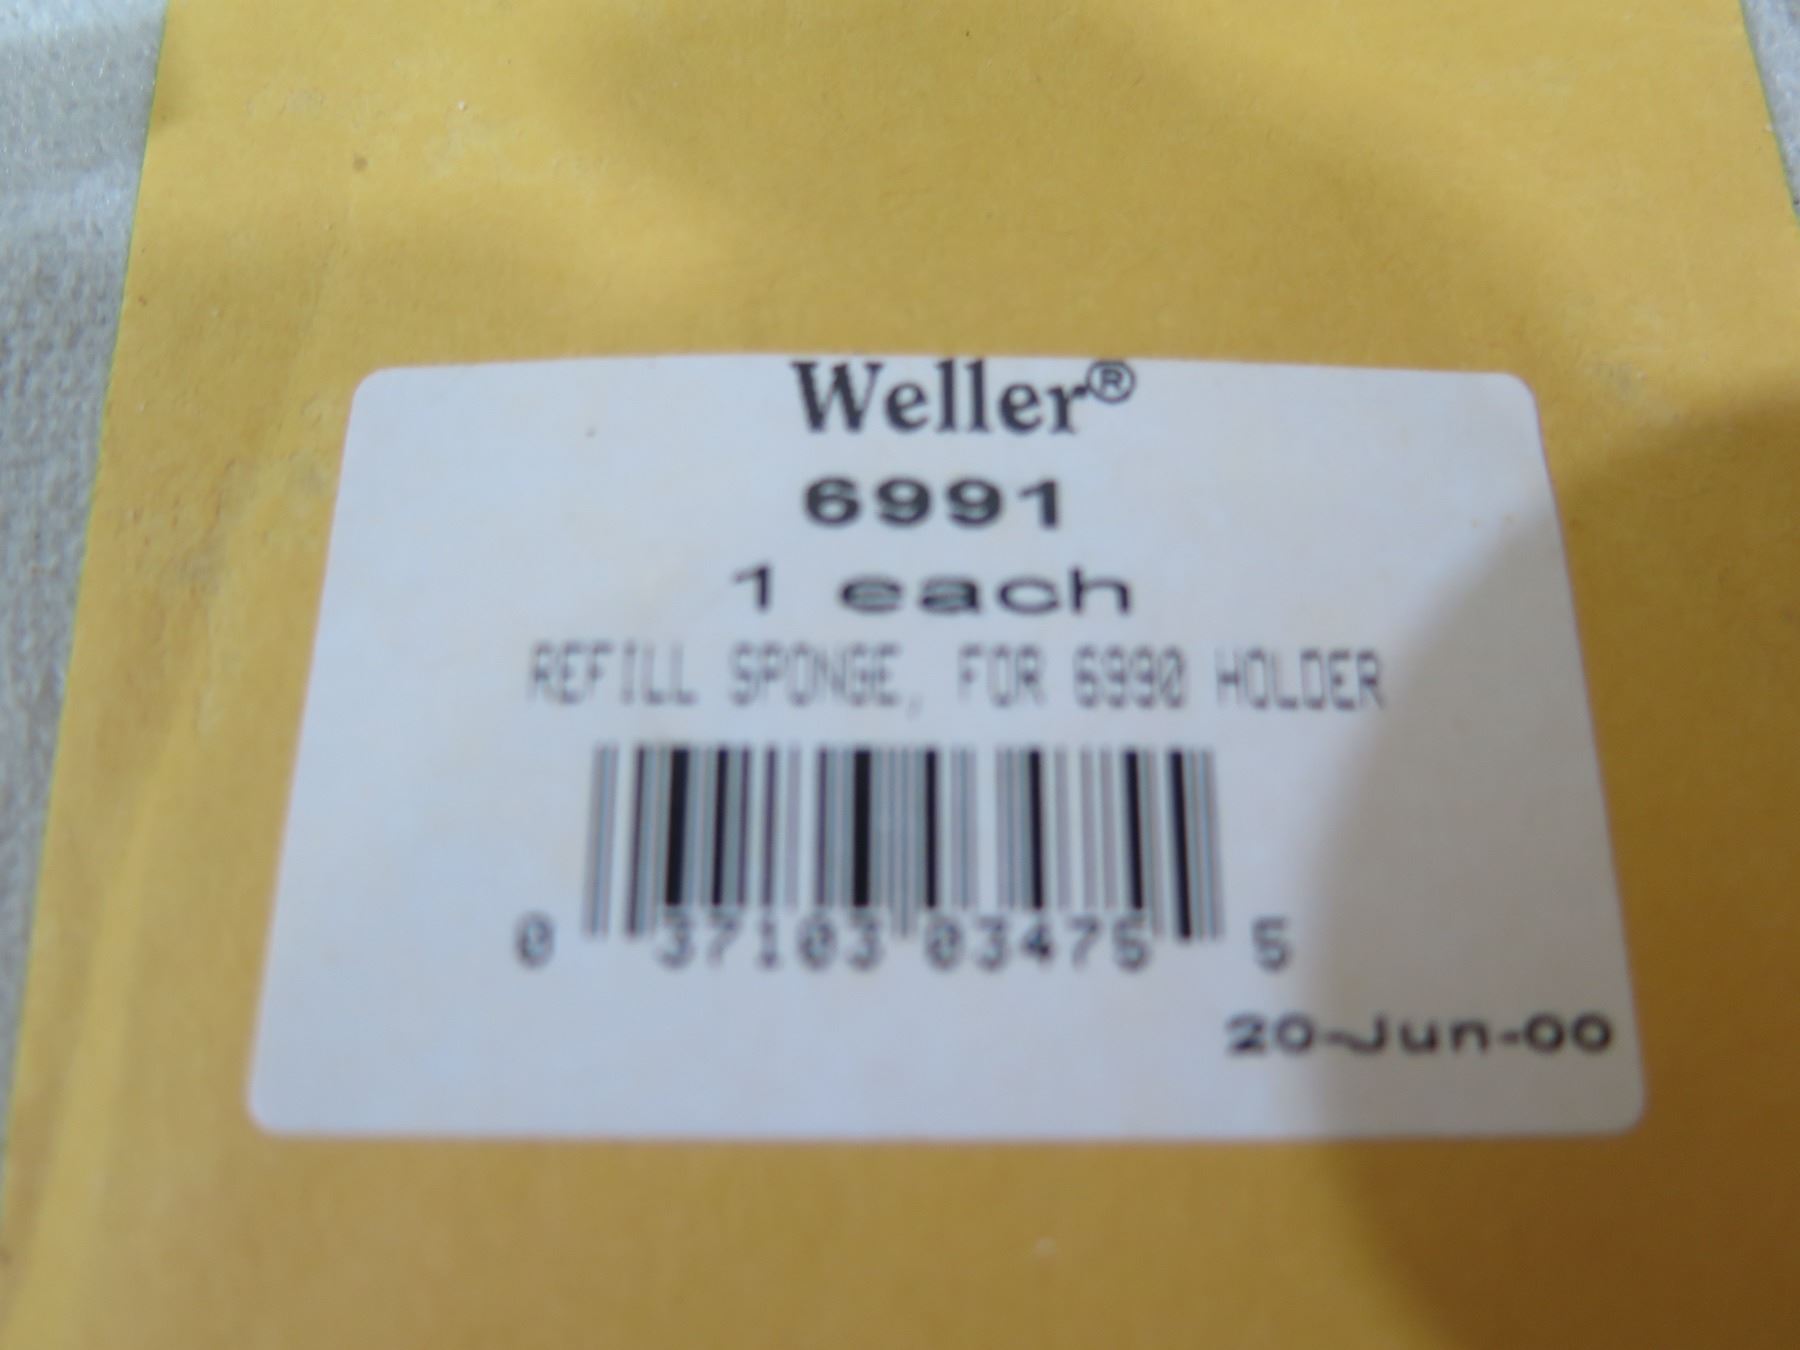 Weller®
6991
1 each
REFILL SPONGE, FOR 6990 HOLDER
0 37103 03475 5
20-Jun-00